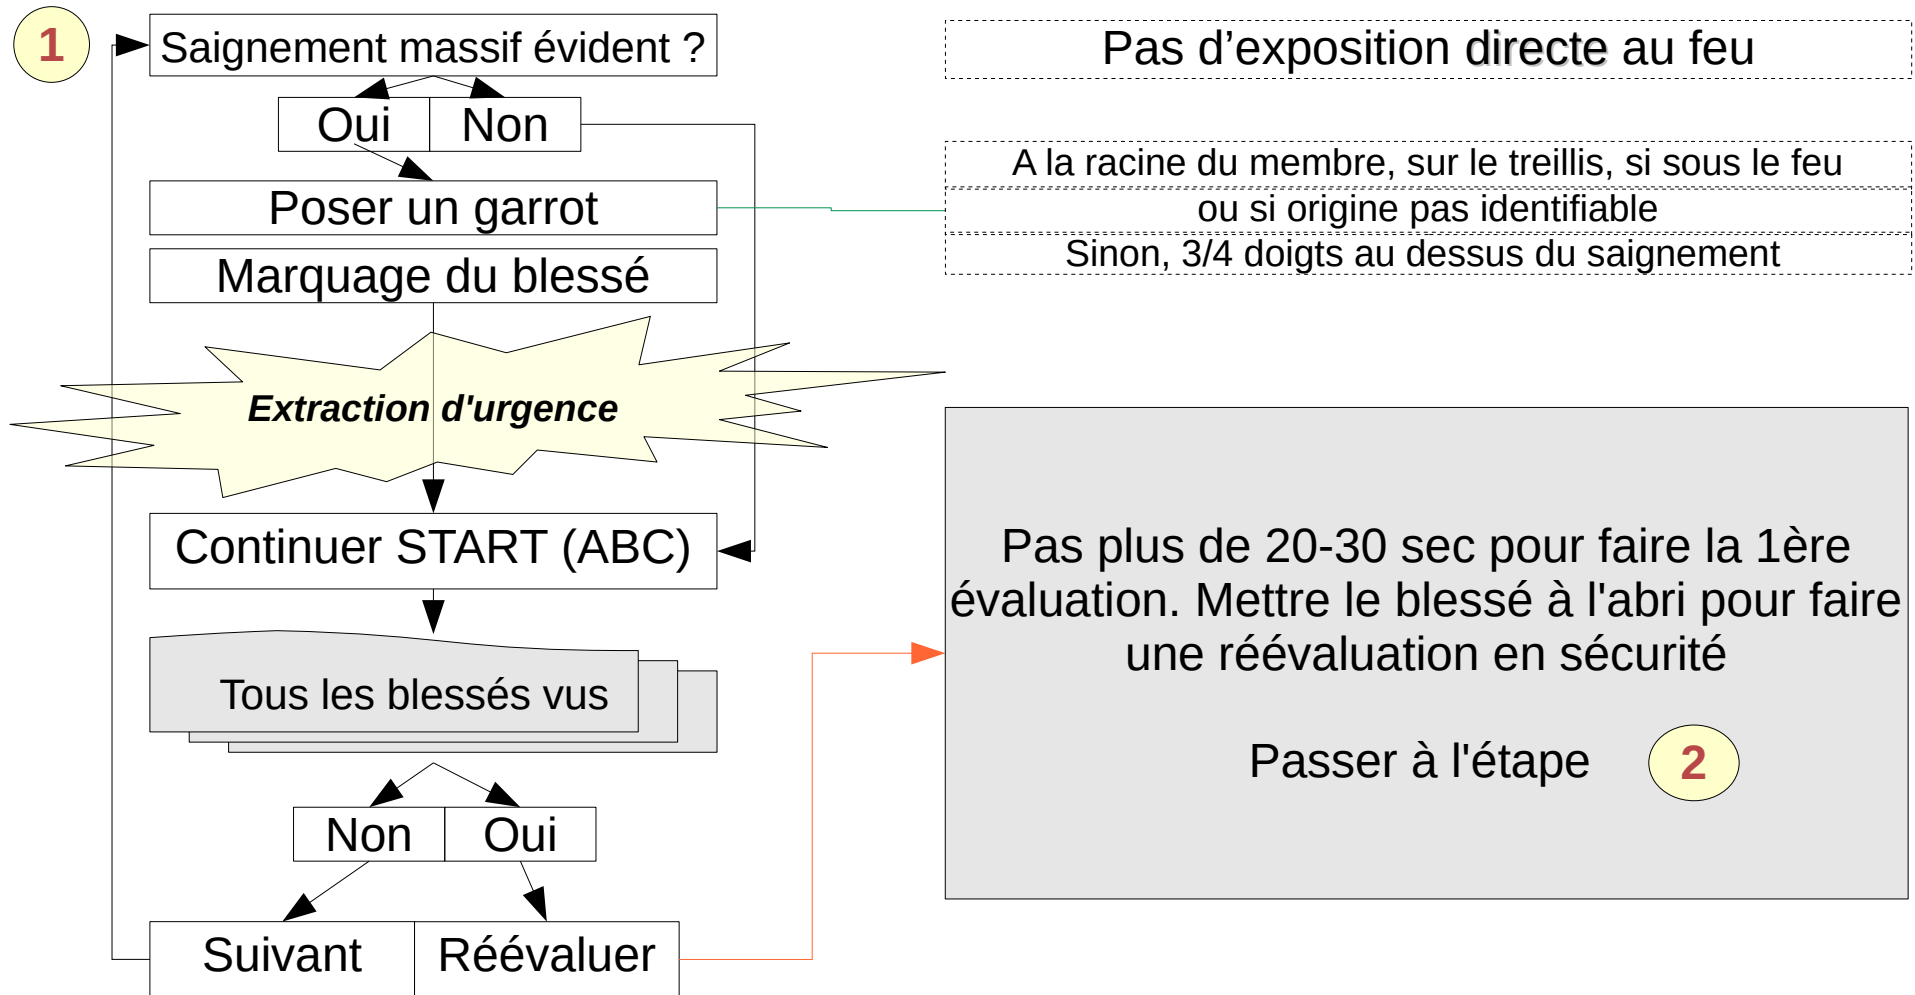 1
Saignement massif évident ?
Oui
Non
Poser un garrot
Marquage du blessé
Extraction d'urgence
Continuer START (ABC)
Tous les blessés vus
Non
Oui
Suivant
Réévaluer
Pas d’exposition directe au feu
A la racine du membre, sur le treillis, si sous le feu
ou si origine pas identifiable
Sinon, 3/4 doigts au dessus du saignement
Pas plus de 20-30 sec pour faire la 1ère
évaluation. Mettre le blessé à l'abri pour faire
une réévaluation en sécurité
Passer à l'étape 2